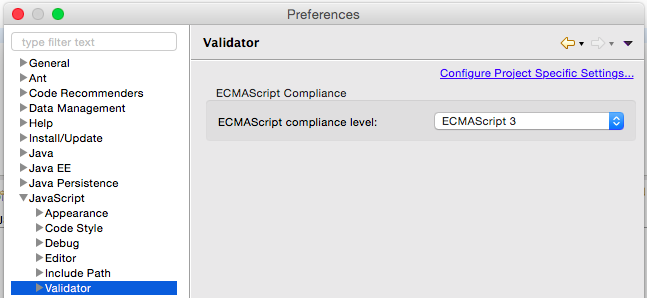 Preferences
type filter text
General
Ant
Code Recommenders
Data Management
Help
Install/Update
Java
Java EE
Java Persistence
JavaScript
Appearance
Code Style
Debug
Editor
Include Path
Validator
Validator
Configure Project Specific Settings...
ECMAScript Compliance
ECMAScript compliance level: ECMAScript 3